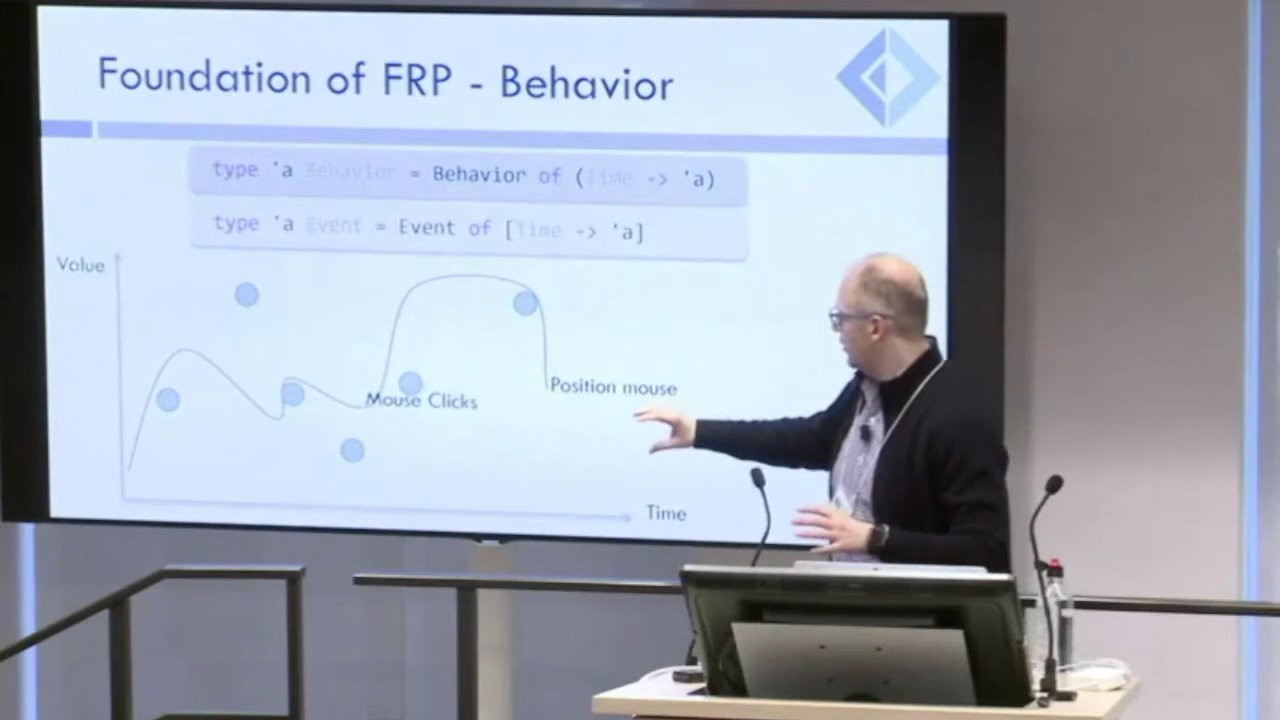 Foundation of FRP - Behavior
type 'a Behavior = Behavior of (Time -> 'a)
type 'a Event = Event of [Time -> 'a]
Value
Mouse Clicks
Position mouse
Time